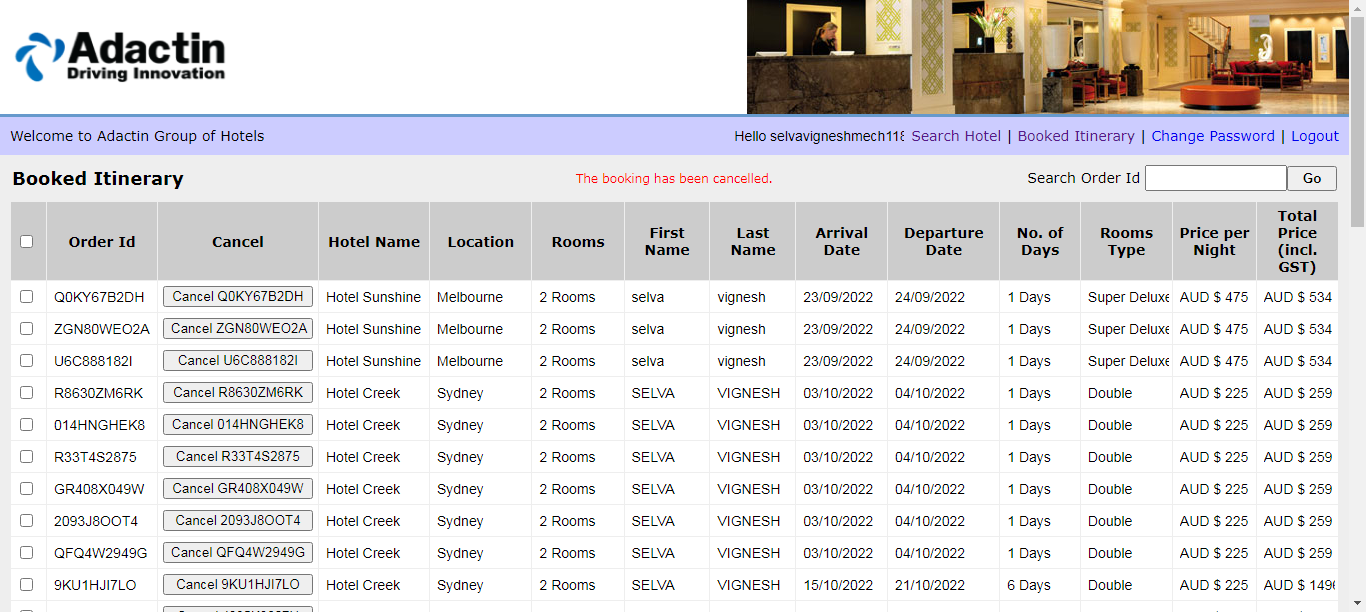 Adactin
Driving Innovation
Welcome to Adactin Group of Hotels
Hello selvavigneshmech118 Search Hotel | Booked Itinerary | Change Password | Logout
Booked Itinerary
The booking has been cancelled.
Search Order Id Go
Order Id Cancel Hotel Name Location Rooms First Name Last Name Arrival Date Departure Date No. of Days Rooms Type Price per Night Total Price (incl. GST)
Q0KY67B2DH Cancel Q0KY67B2DH Hotel Sunshine Melbourne 2 Rooms selva vignesh 23/09/2022 24/09/2022 1 Days Super Deluxe AUD $ 475 AUD $ 534
ZGN80WEO2A Cancel ZGN80WEO2A Hotel Sunshine Melbourne 2 Rooms selva vignesh 23/09/2022 24/09/2022 1 Days Super Deluxe AUD $ 475 AUD $ 534
U6C888182I Cancel U6C888182I Hotel Sunshine Melbourne 2 Rooms selva vignesh 23/09/2022 24/09/2022 1 Days Super Deluxe AUD $ 475 AUD $ 534
R8630ZM6RK Cancel R8630ZM6RK Hotel Creek Sydney 2 Rooms SELVA VIGNESH 03/10/2022 04/10/2022 1 Days Double AUD $ 225 AUD $ 259
014HNGHEK8 Cancel 014HNGHEK8 Hotel Creek Sydney 2 Rooms SELVA VIGNESH 03/10/2022 04/10/2022 1 Days Double AUD $ 225 AUD $ 259
R33T4S2875 Cancel R33T4S2875 Hotel Creek Sydney 2 Rooms SELVA VIGNESH 03/10/2022 04/10/2022 1 Days Double AUD $ 225 AUD $ 259
GR408X049W Cancel GR408X049W Hotel Creek Sydney 2 Rooms SELVA VIGNESH 03/10/2022 04/10/2022 1 Days Double AUD $ 225 AUD $ 259
2093J8OOT4 Cancel 2093J8OOT4 Hotel Creek Sydney 2 Rooms SELVA VIGNESH 03/10/2022 04/10/2022 1 Days Double AUD $ 225 AUD $ 259
QFQ4W2949G Cancel QFQ4W2949G Hotel Creek Sydney 2 Rooms SELVA VIGNESH 03/10/2022 04/10/2022 1 Days Double AUD $ 225 AUD $ 259
9KU1HJI7LO Cancel 9KU1HJI7LO Hotel Creek Sydney 2 Rooms SELVA VIGNESH 15/10/2022 21/10/2022 6 Days Double AUD $ 225 AUD $ 1496